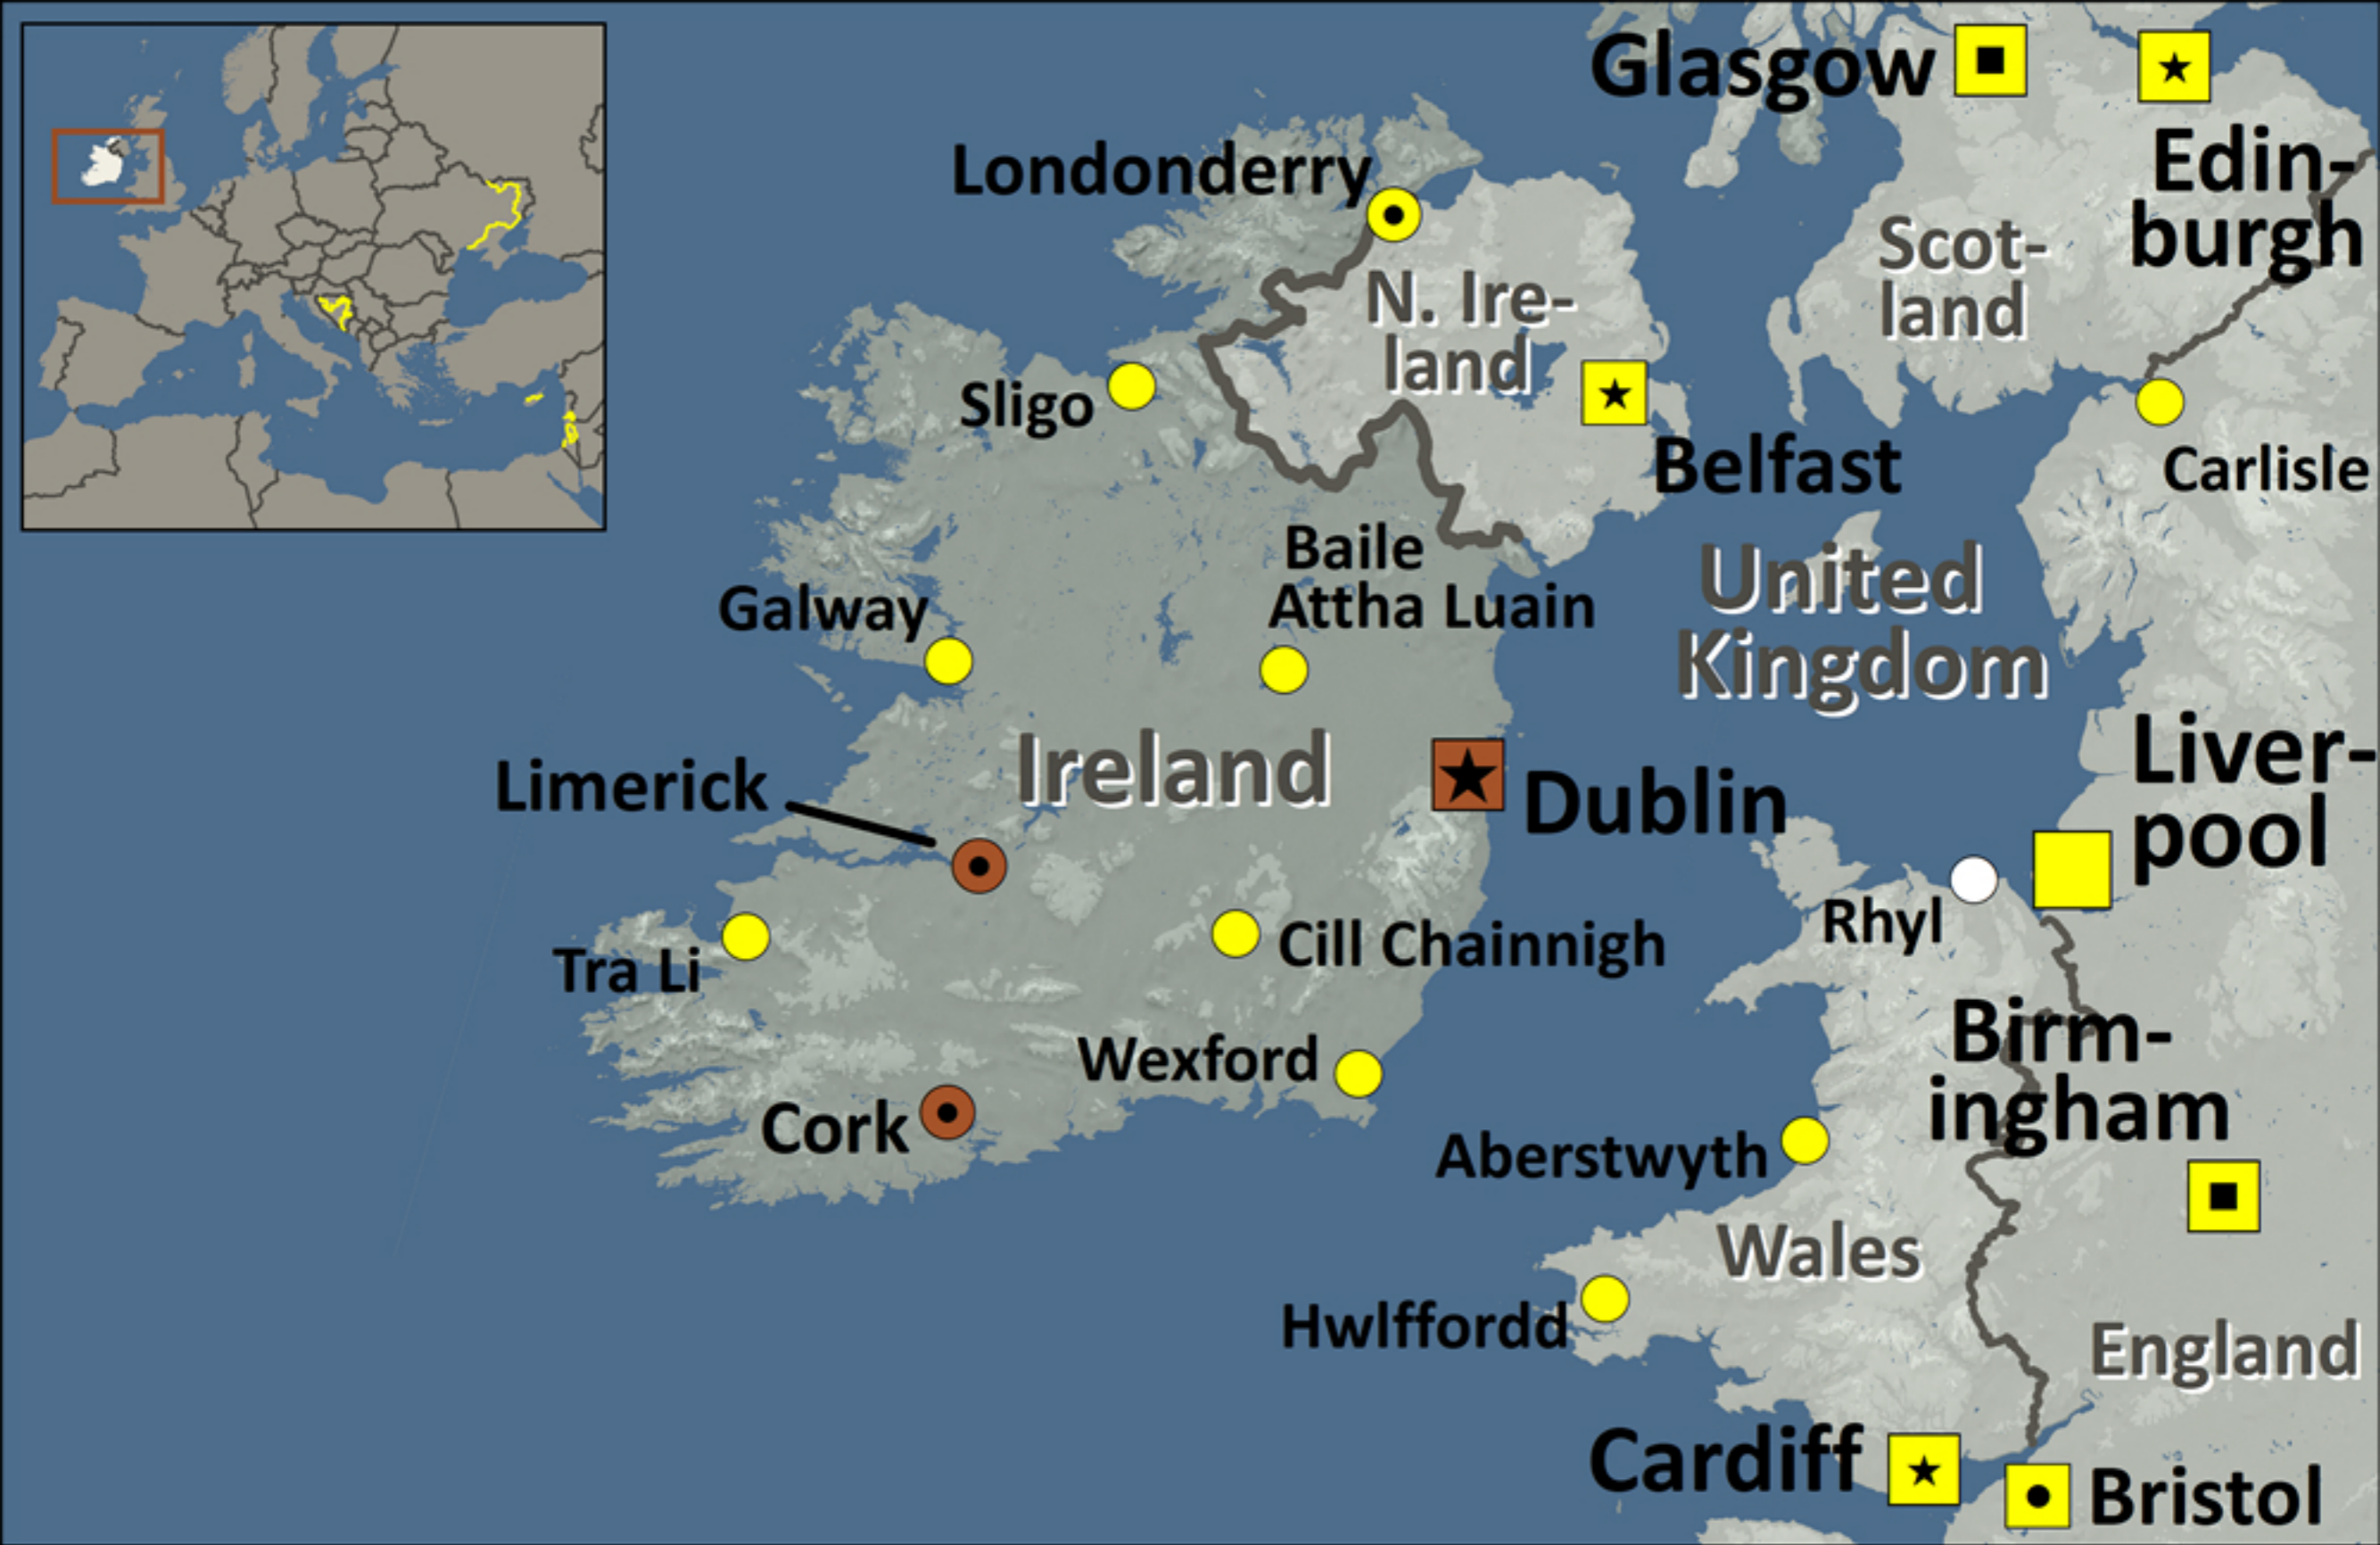 Glasgow
Edin-
burgh
Londonderry
Scot-
land
N. Ire-
land
Sligo
Belfast
Carlisle
Baile
Attha Luain
United
Kingdom
Galway
Ireland
Liver-
pool
Limerick
Dublin
Rhyl
Cill Chainnigh
Tra Li
Birm-
ingham
Wexford
Cork
Aberstwyth
Wales
Hwlffordd
England
Cardiff
Bristol